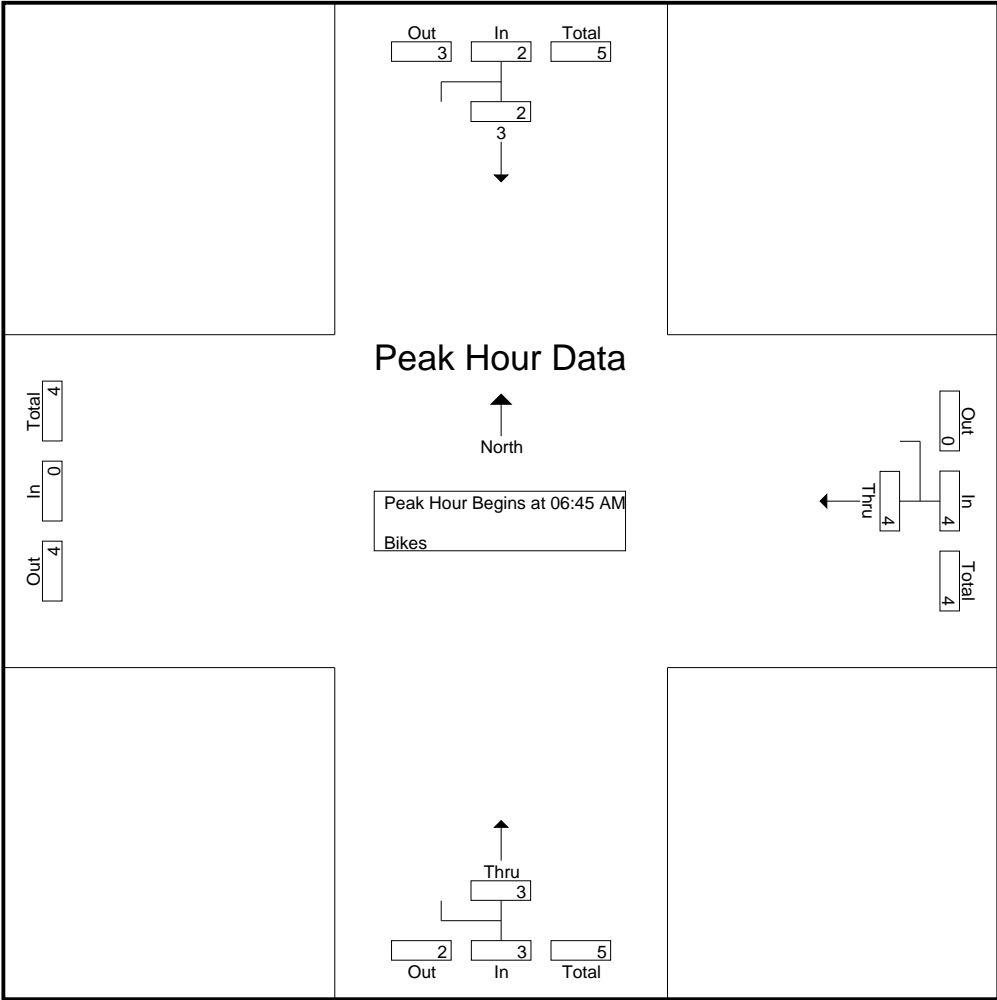 Out In Total
3 2 5
2
3
Peak Hour Data
North
Peak Hour Begins at 06:45 AM
Bikes
Total 4
In 0
Out 4
Out 0
In 4
Thru 4
Total 4
Thru
3
2 3 5
Out In Total